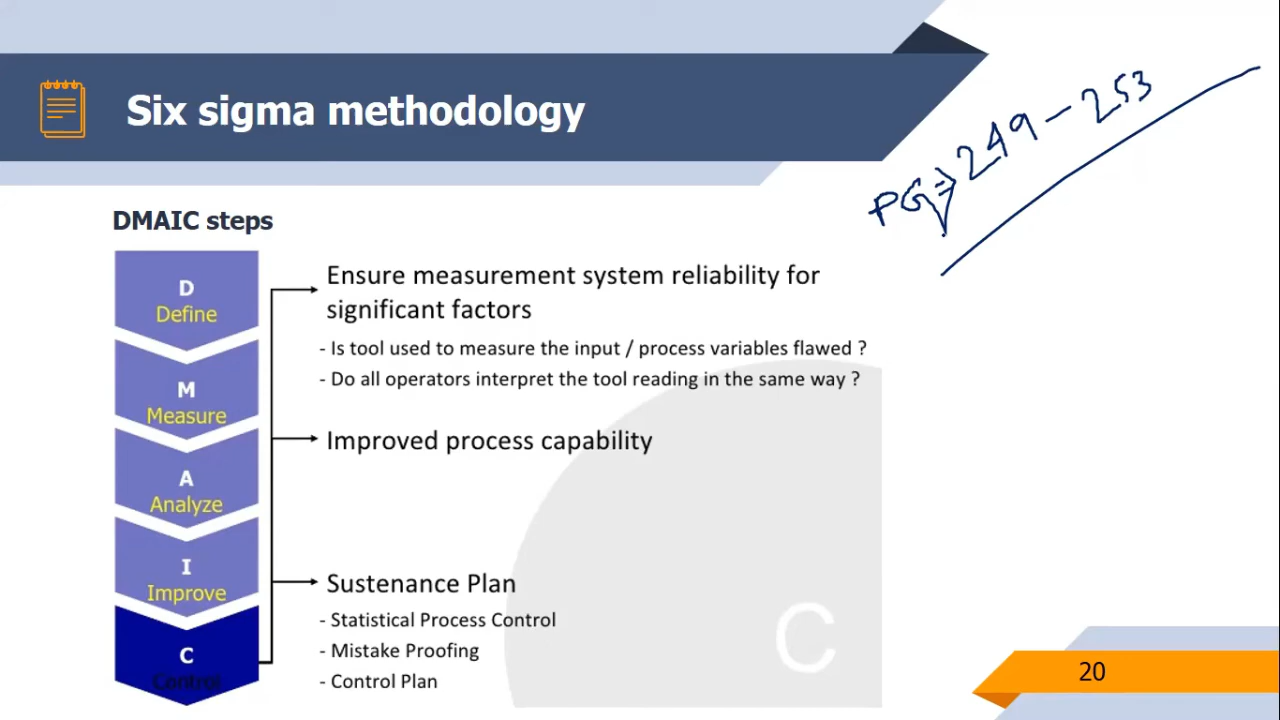 Six sigma methodology
PG⇒ 249 - 253
DMAIC steps
D
Define
M
Measure
A
Analyze
I
Improve
C
Control
Ensure measurement system reliability for
significant factors
- Is tool used to measure the input / process variables flawed ?
- Do all operators interpret the tool reading in the same way ?
Improved process capability
Sustenance Plan
- Statistical Process Control
- Mistake Proofing
- Control Plan
C
20